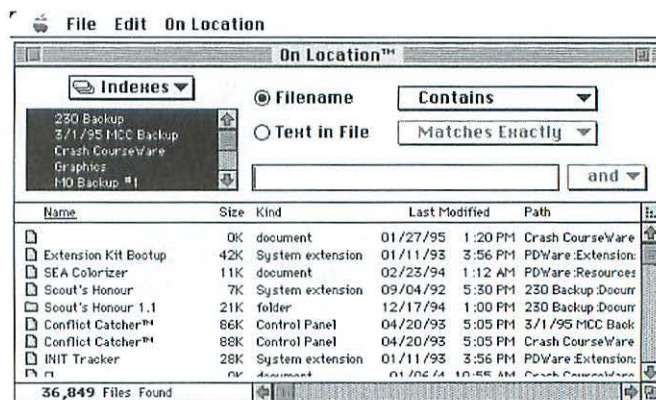 File Edit On Location
On Location™
Indexes
Filename
Contains
230 Backup
3/1/95 MCC Backup
Crash CourseWare
Graphics
MO Backup #1
Text in File
Matches Exactly
and
Name Size Kind Last Modified Path
0K document 01/27/95 1:20 PM Crash CourseWare
Extension Kit Bootup 42K System extension 01/11/93 3:56 PM PDWare:Extension:
SEA Colorizer 11K document 02/23/94 1:12 AM PDWare:Resources
Scout's Honour 7K System extension 09/04/92 5:30 PM 230 Backup:Docum
Scout's Honour 1.1 21K folder 12/17/94 1:00 PM 230 Backup:Docum
Conflict Catcher™ 86K Control Panel 04/20/93 5:05 PM 3/1/95 MCC Back
Conflict Catcher™ 88K Control Panel 04/20/93 5:05 PM Crash CourseWare
INIT Tracker 28K System extension 01/11/93 3:56 PM PDWare:Extension:
0K document 10:55 AM Crash CourseWare
36,849 Files Found